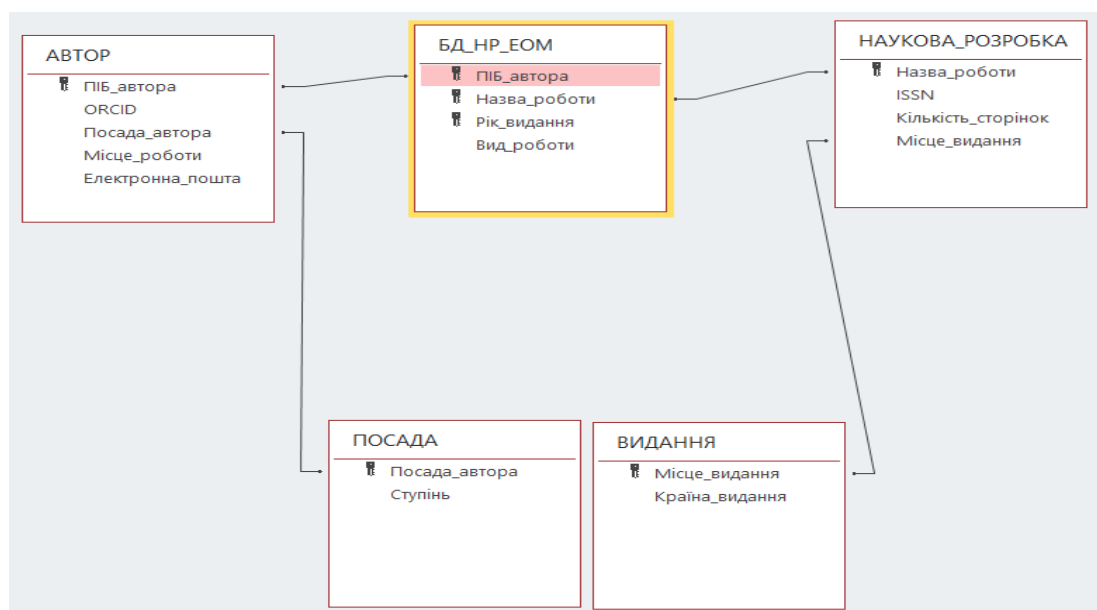 АВТОР
ПІБ_автора
ORCID
Посада_автора
Місце_роботи
Електронна_пошта
БД_НР_ЕОМ
ПІБ_автора
Назва_роботи
Рік_видання
Вид_роботи
НАУКОВА_РОЗРОБКА
Назва_роботи
ISSN
Кількість_сторінок
Місце_видання
ПОСАДА
Посада_автора
Ступінь
ВИДАННЯ
Місце_видання
Країна_видання